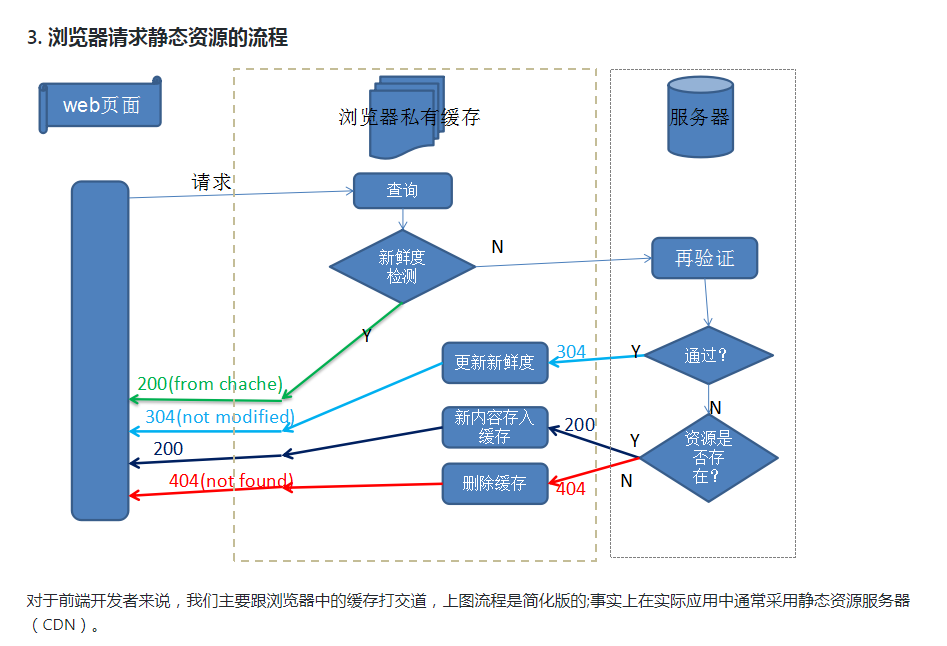 3. 浏览器请求静态资源的流程
web页面
浏览器私有缓存
服务器
请求
查询
N
新鲜度
检测
再验证
Y
更新新鲜度
304
Y
通过？
200(from chache)
304(not modified)
N
新内容存入
缓存
200
Y
资源是
否存
在？
200
404(not found)
删除缓存
404
N
对于前端开发者来说，我们主要跟浏览器中的缓存打交道，上图流程是简化版的;事实上在实际应用中通常采用静态资源服务器
（CDN）。